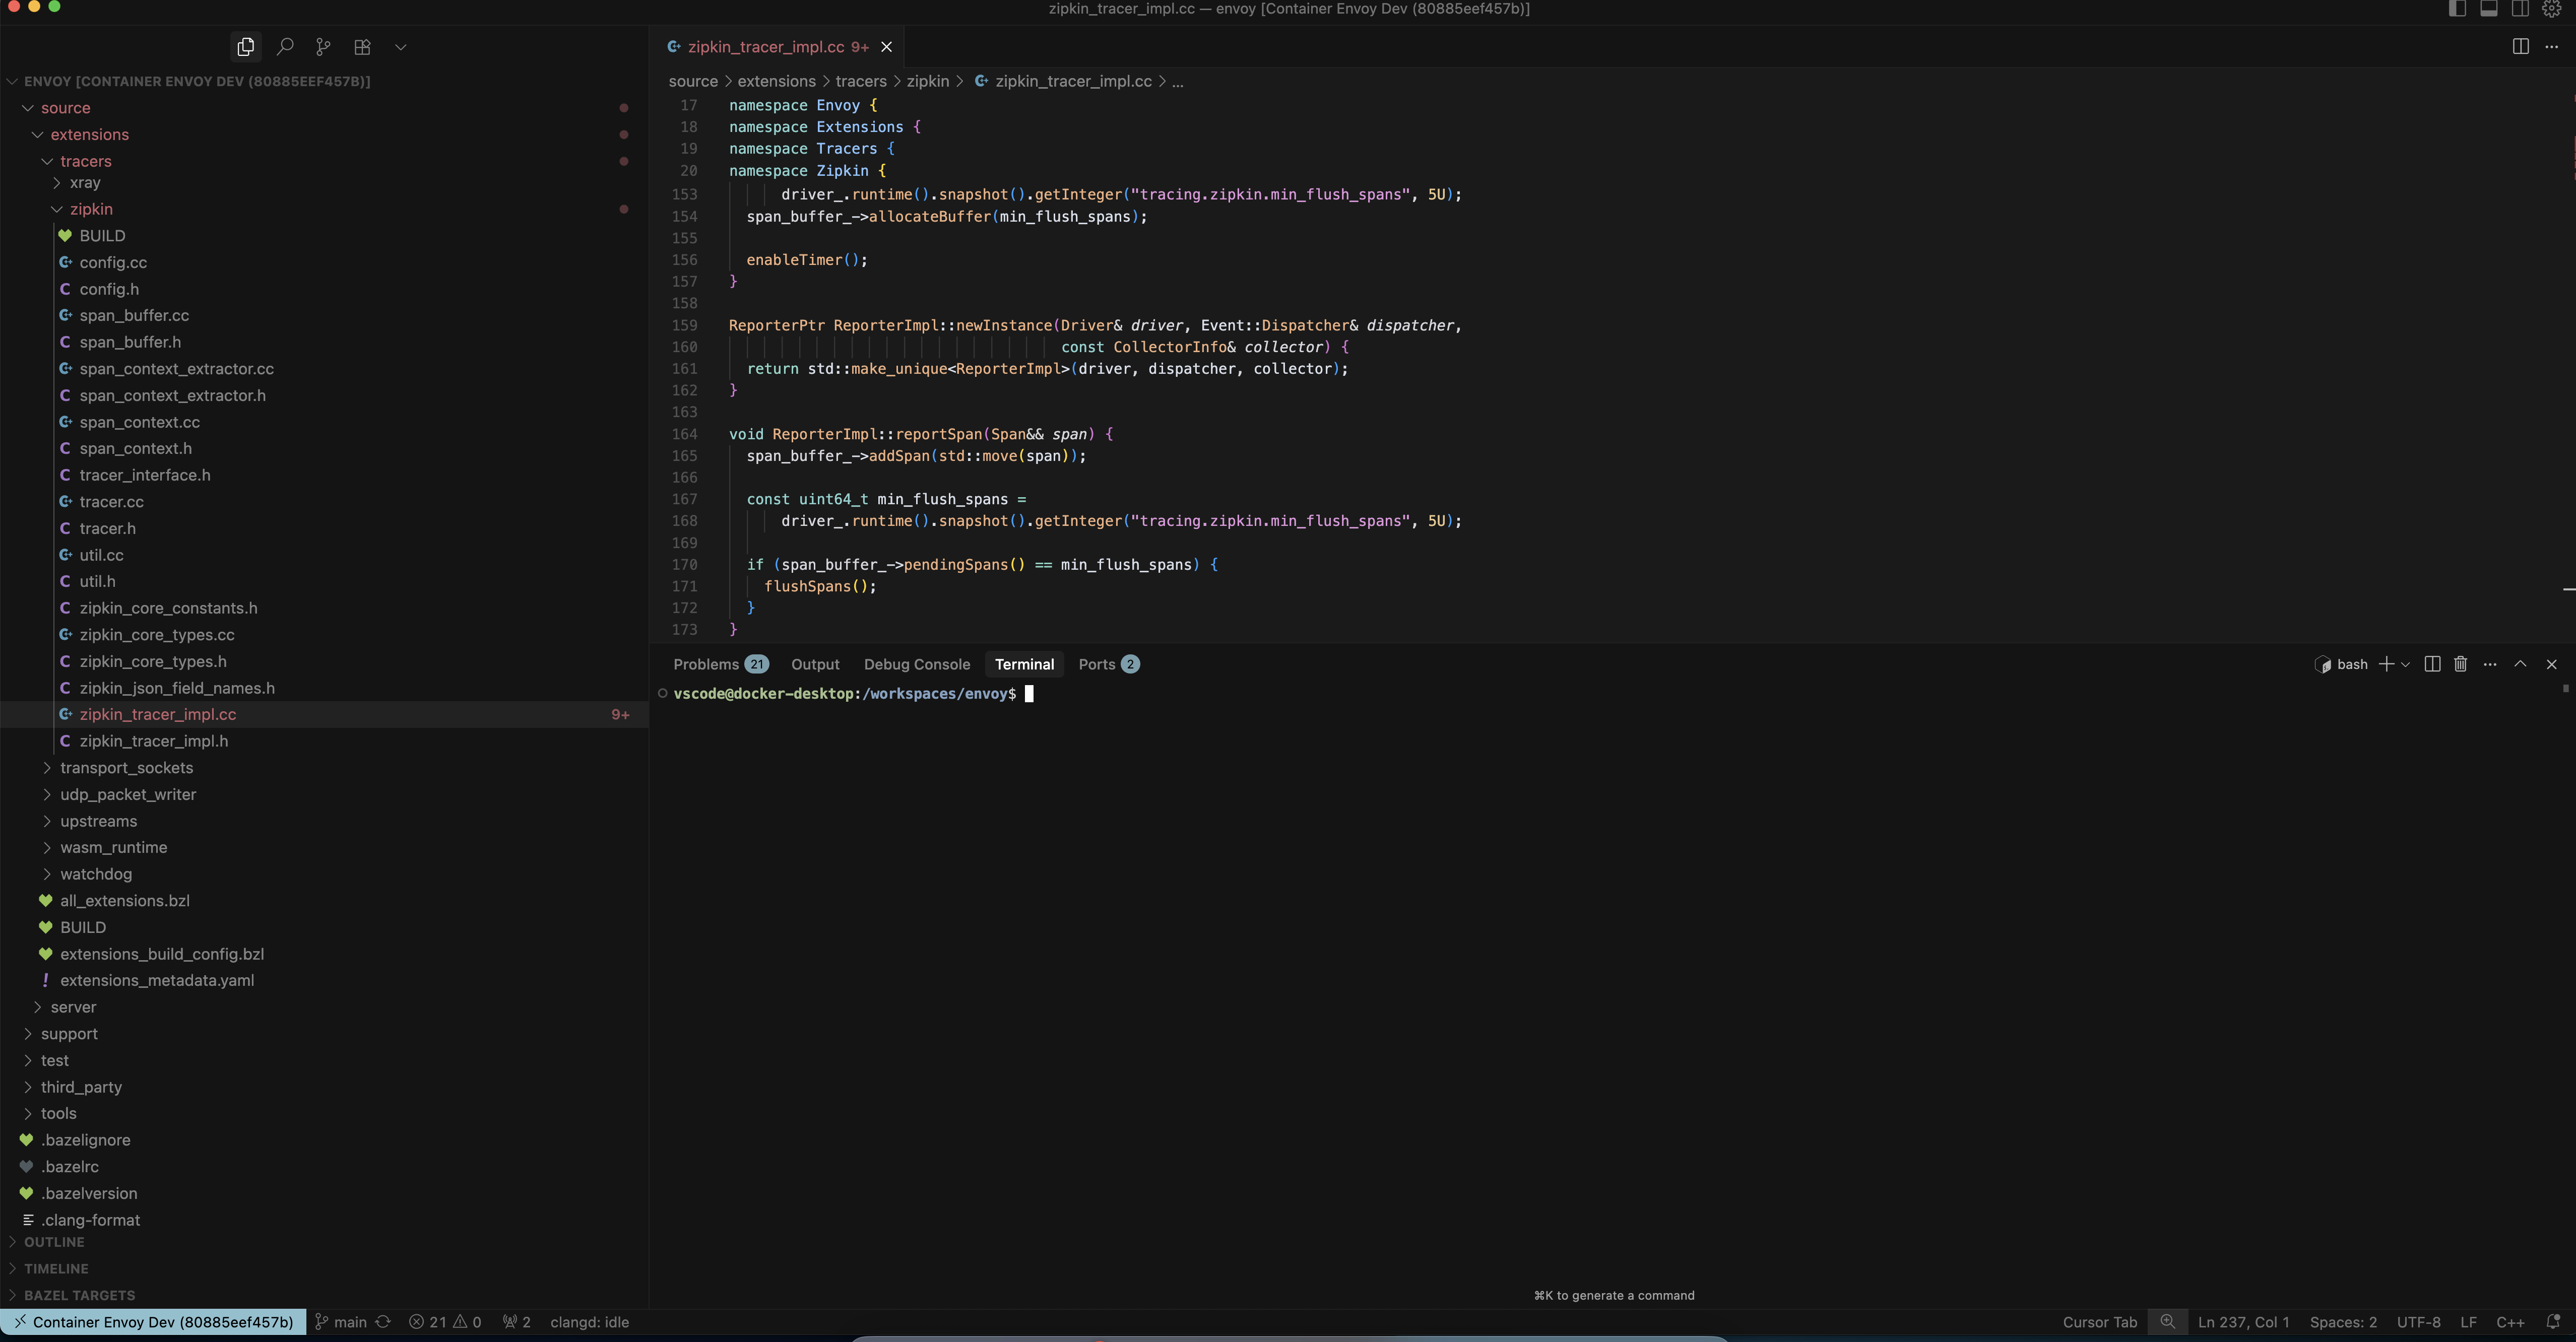 zipkin_tracer_impl.cc — envoy [Container Envoy Dev (80885eef457b)]
ENVOY [CONTAINER ENVOY DEV (80885EEF457B)]
source
extensions
tracers
xray
zipkin
BUILD
config.cc
config.h
span_buffer.cc
span_buffer.h
span_context_extractor.cc
span_context_extractor.h
span_context.cc
span_context.h
tracer_interface.h
tracer.cc
tracer.h
util.cc
util.h
zipkin_core_constants.h
zipkin_core_types.cc
zipkin_core_types.h
zipkin_json_field_names.h
zipkin_tracer_impl.cc 9+
zipkin_tracer_impl.h
transport_sockets
udp_packet_writer
upstreams
wasm_runtime
watchdog
all_extensions.bzl
BUILD
extensions_build_config.bzl
extensions_metadata.yaml
server
support
test
third_party
tools
.bazelignore
.bazelrc
.bazelversion
.clang-format
OUTLINE
TIMELINE
BAZEL TARGETS
zipkin_tracer_impl.cc 9+
source > extensions > tracers > zipkin > zipkin_tracer_impl.cc > ...
17 namespace Envoy {
18 namespace Extensions {
19 namespace Tracers {
20 namespace Zipkin {
153 driver_.runtime().snapshot().getInteger("tracing.zipkin.min_flush_spans", 5U);
154 span_buffer_->allocateBuffer(min_flush_spans);
155
156 enableTimer();
157 }
158
159 ReporterPtr ReporterImpl::newInstance(Driver& driver, Event::Dispatcher& dispatcher,
160 const CollectorInfo& collector) {
161 return std::make_unique<ReporterImpl>(driver, dispatcher, collector);
162 }
163
164 void ReporterImpl::reportSpan(Span&& span) {
165 span_buffer_->addSpan(std::move(span));
166
167 const uint64_t min_flush_spans =
168 driver_.runtime().snapshot().getInteger("tracing.zipkin.min_flush_spans", 5U);
169
170 if (span_buffer_->pendingSpans() == min_flush_spans) {
171 flushSpans();
172 }
173 }
Problems 21 Output Debug Console Terminal Ports 2 bash
vscode@docker-desktop:/workspaces/envoy$
⌘K to generate a command
Container Envoy Dev (80885eef457b) main 21 0 2 clangd: idle Cursor Tab Ln 237, Col 1 Spaces: 2 UTF-8 LF C++